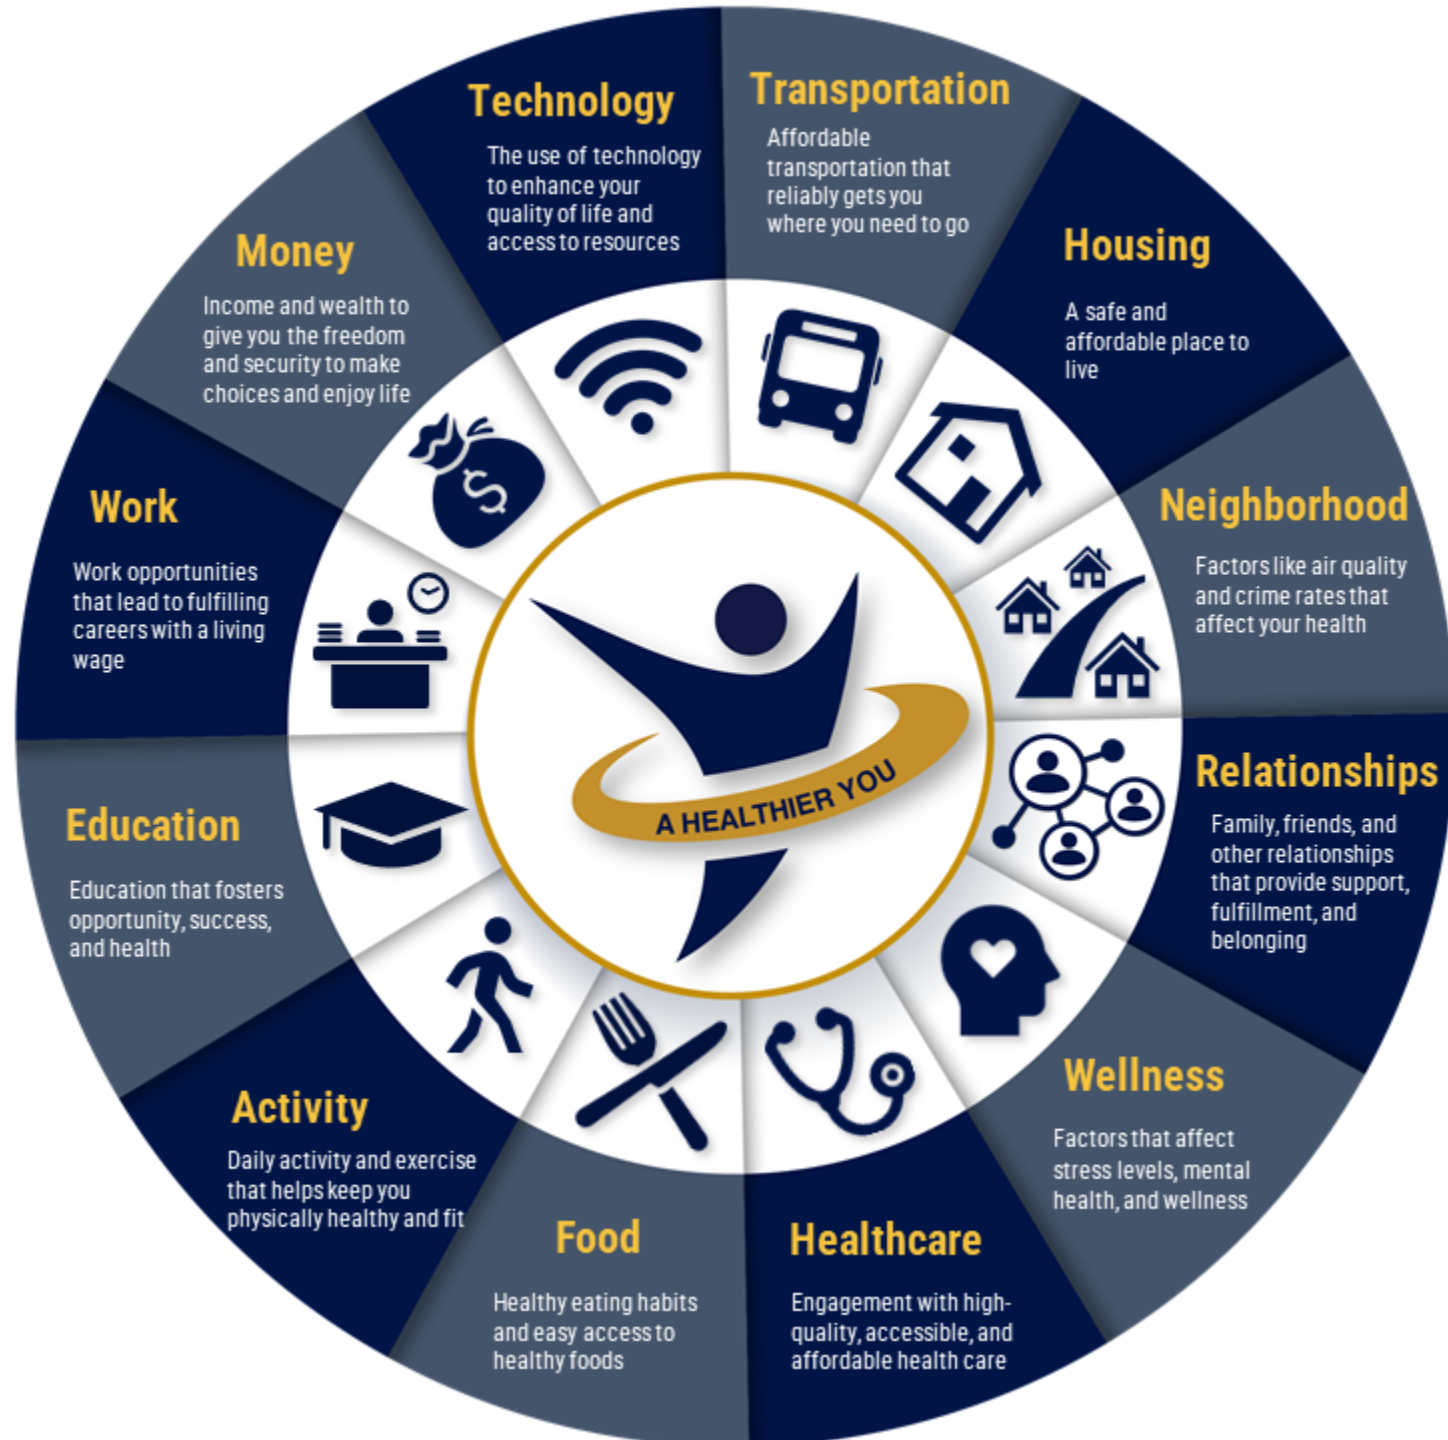 Technology
The use of technology
to enhance your
quality of life and
access to resources
Transportation
Affordable
transportation that
reliably gets you
where you need to go
Housing
A safe and
affordable place to
live
Neighborhood
Factors like air quality
and crime rates that
affect your health
Relationships
Family, friends, and
other relationships
that provide support,
fulfillment, and
belonging
Wellness
Factors that affect
stress levels, mental
health, and wellness
Healthcare
Engagement with high-
quality, accessible, and
affordable health care
Food
Healthy eating habits
and easy access to
healthy foods
Activity
Daily activity and exercise
that helps keep you
physically healthy and fit
Education
Education that fosters
opportunity, success,
and health
Work
Work opportunities
that lead to fulfilling
careers with a living
wage
Money
Income and wealth to
give you the freedom
and security to make
choices and enjoy life
$
A HEALTHIER YOU